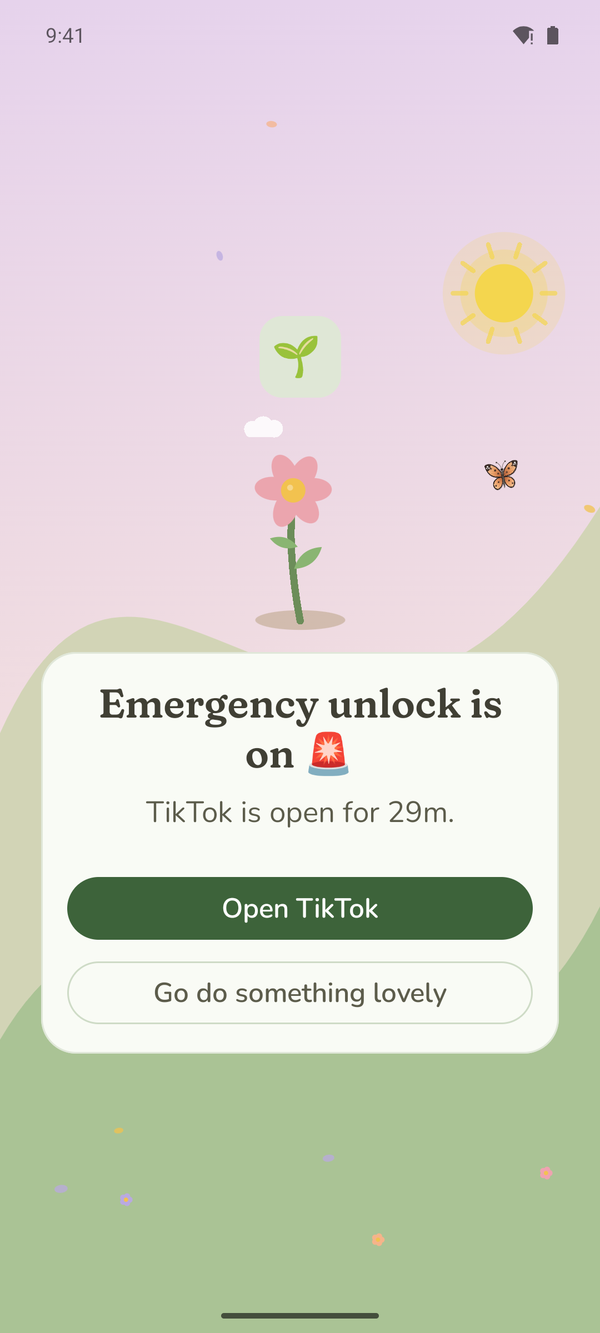 9:41
Emergency unlock is
on 🚨
TikTok is open for 29m.
Open TikTok
Go do something lovely